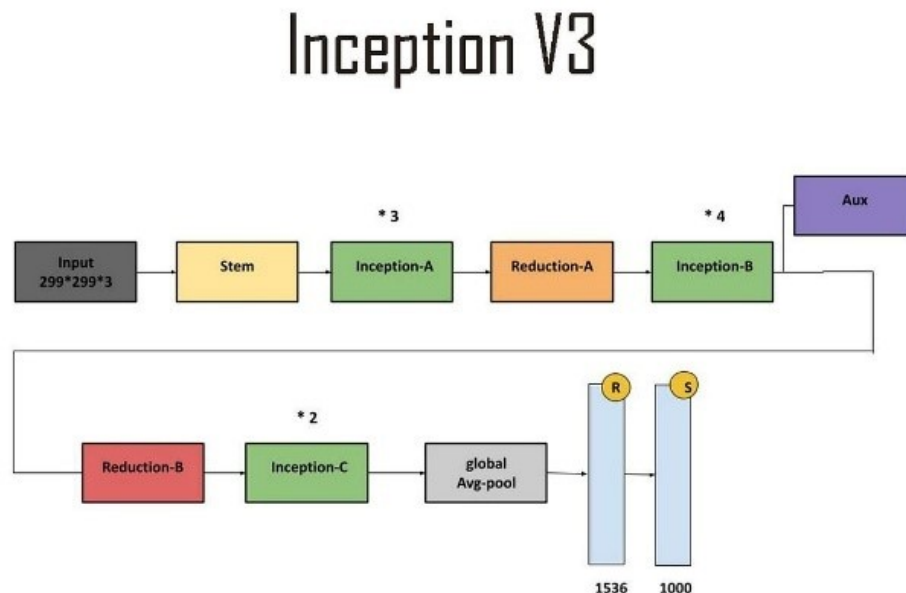 Inception V3
Aux
* 3
* 4
Input
299*299*3
Stem
Inception-A
Reduction-A
Inception-B
R
S
* 2
Reduction-B
Inception-C
global
Avg-pool
1536
1000